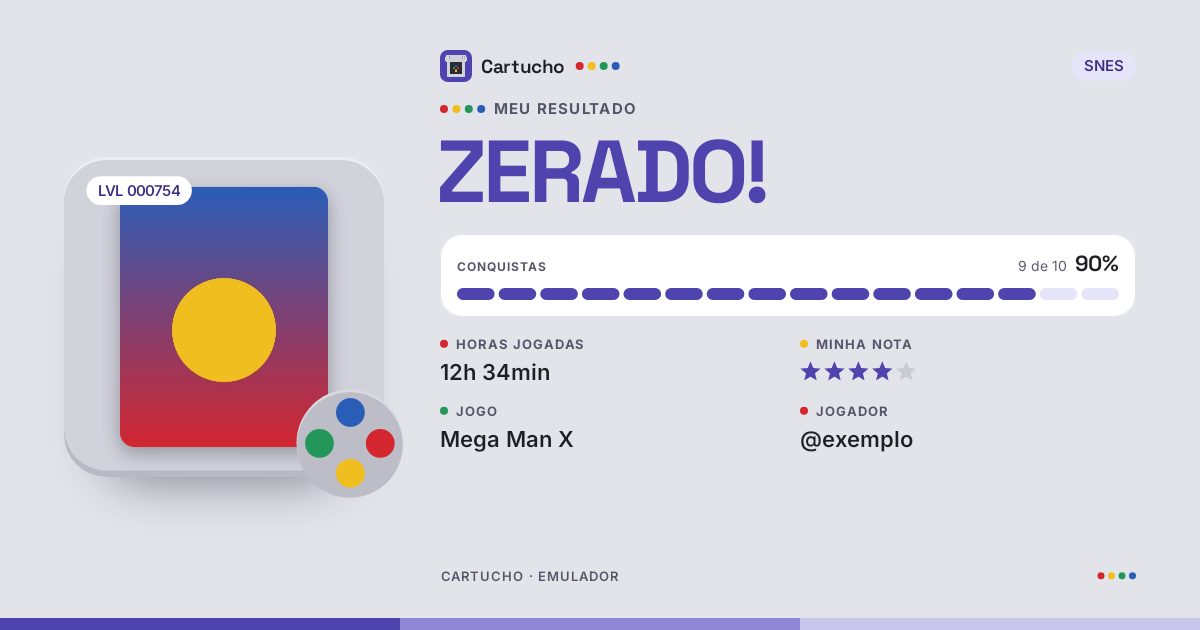 Cartucho
SNES
MEU RESULTADO
ZERADO!
LVL 000754
CONQUISTAS
9 de 10 90%
HORAS JOGADAS
12h 34min
MINHA NOTA
JOGO
Mega Man X
JOGADOR
@exemplo
CARTUCHO · EMULADOR